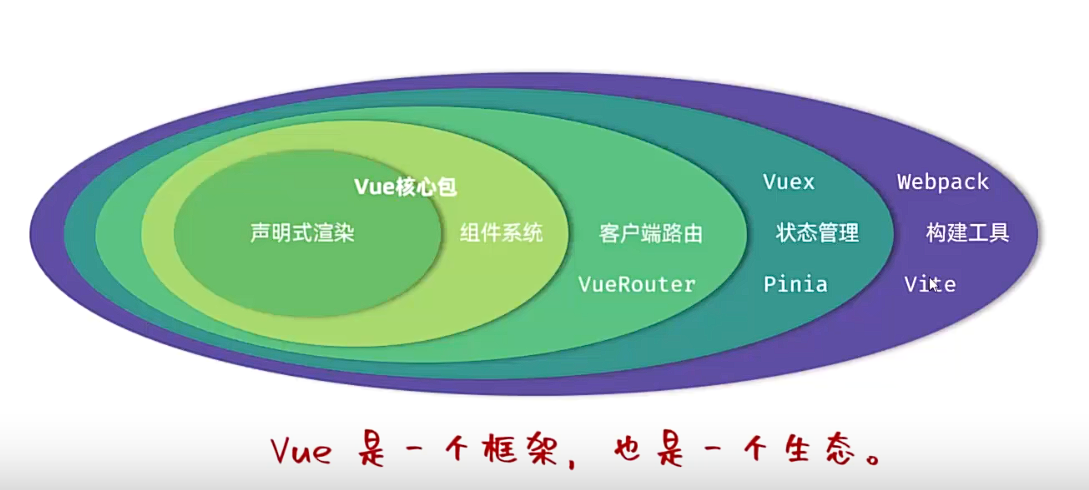 Vue核心包
声明式渲染
组件系统
客户端路由
VueRouter
Vuex
状态管理
Pinia
Webpack
构建工具
Vite
Vue 是一个框架，也是一个生态。